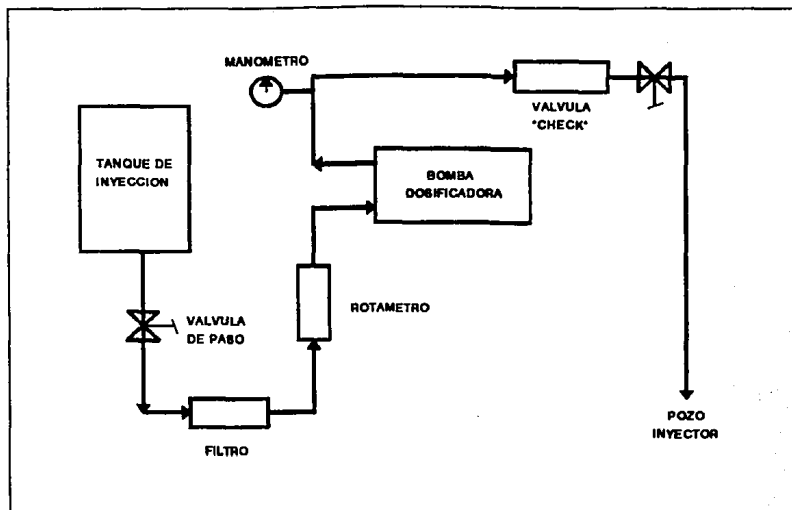 MANOMETRO
VALVULA
"CHECK"
TANQUE DE
INYECCION
BOMBA
DOSIFICADORA
ROTAMETRO
VALVULA
DE PASO
FILTRO
POZO
INYECTOR